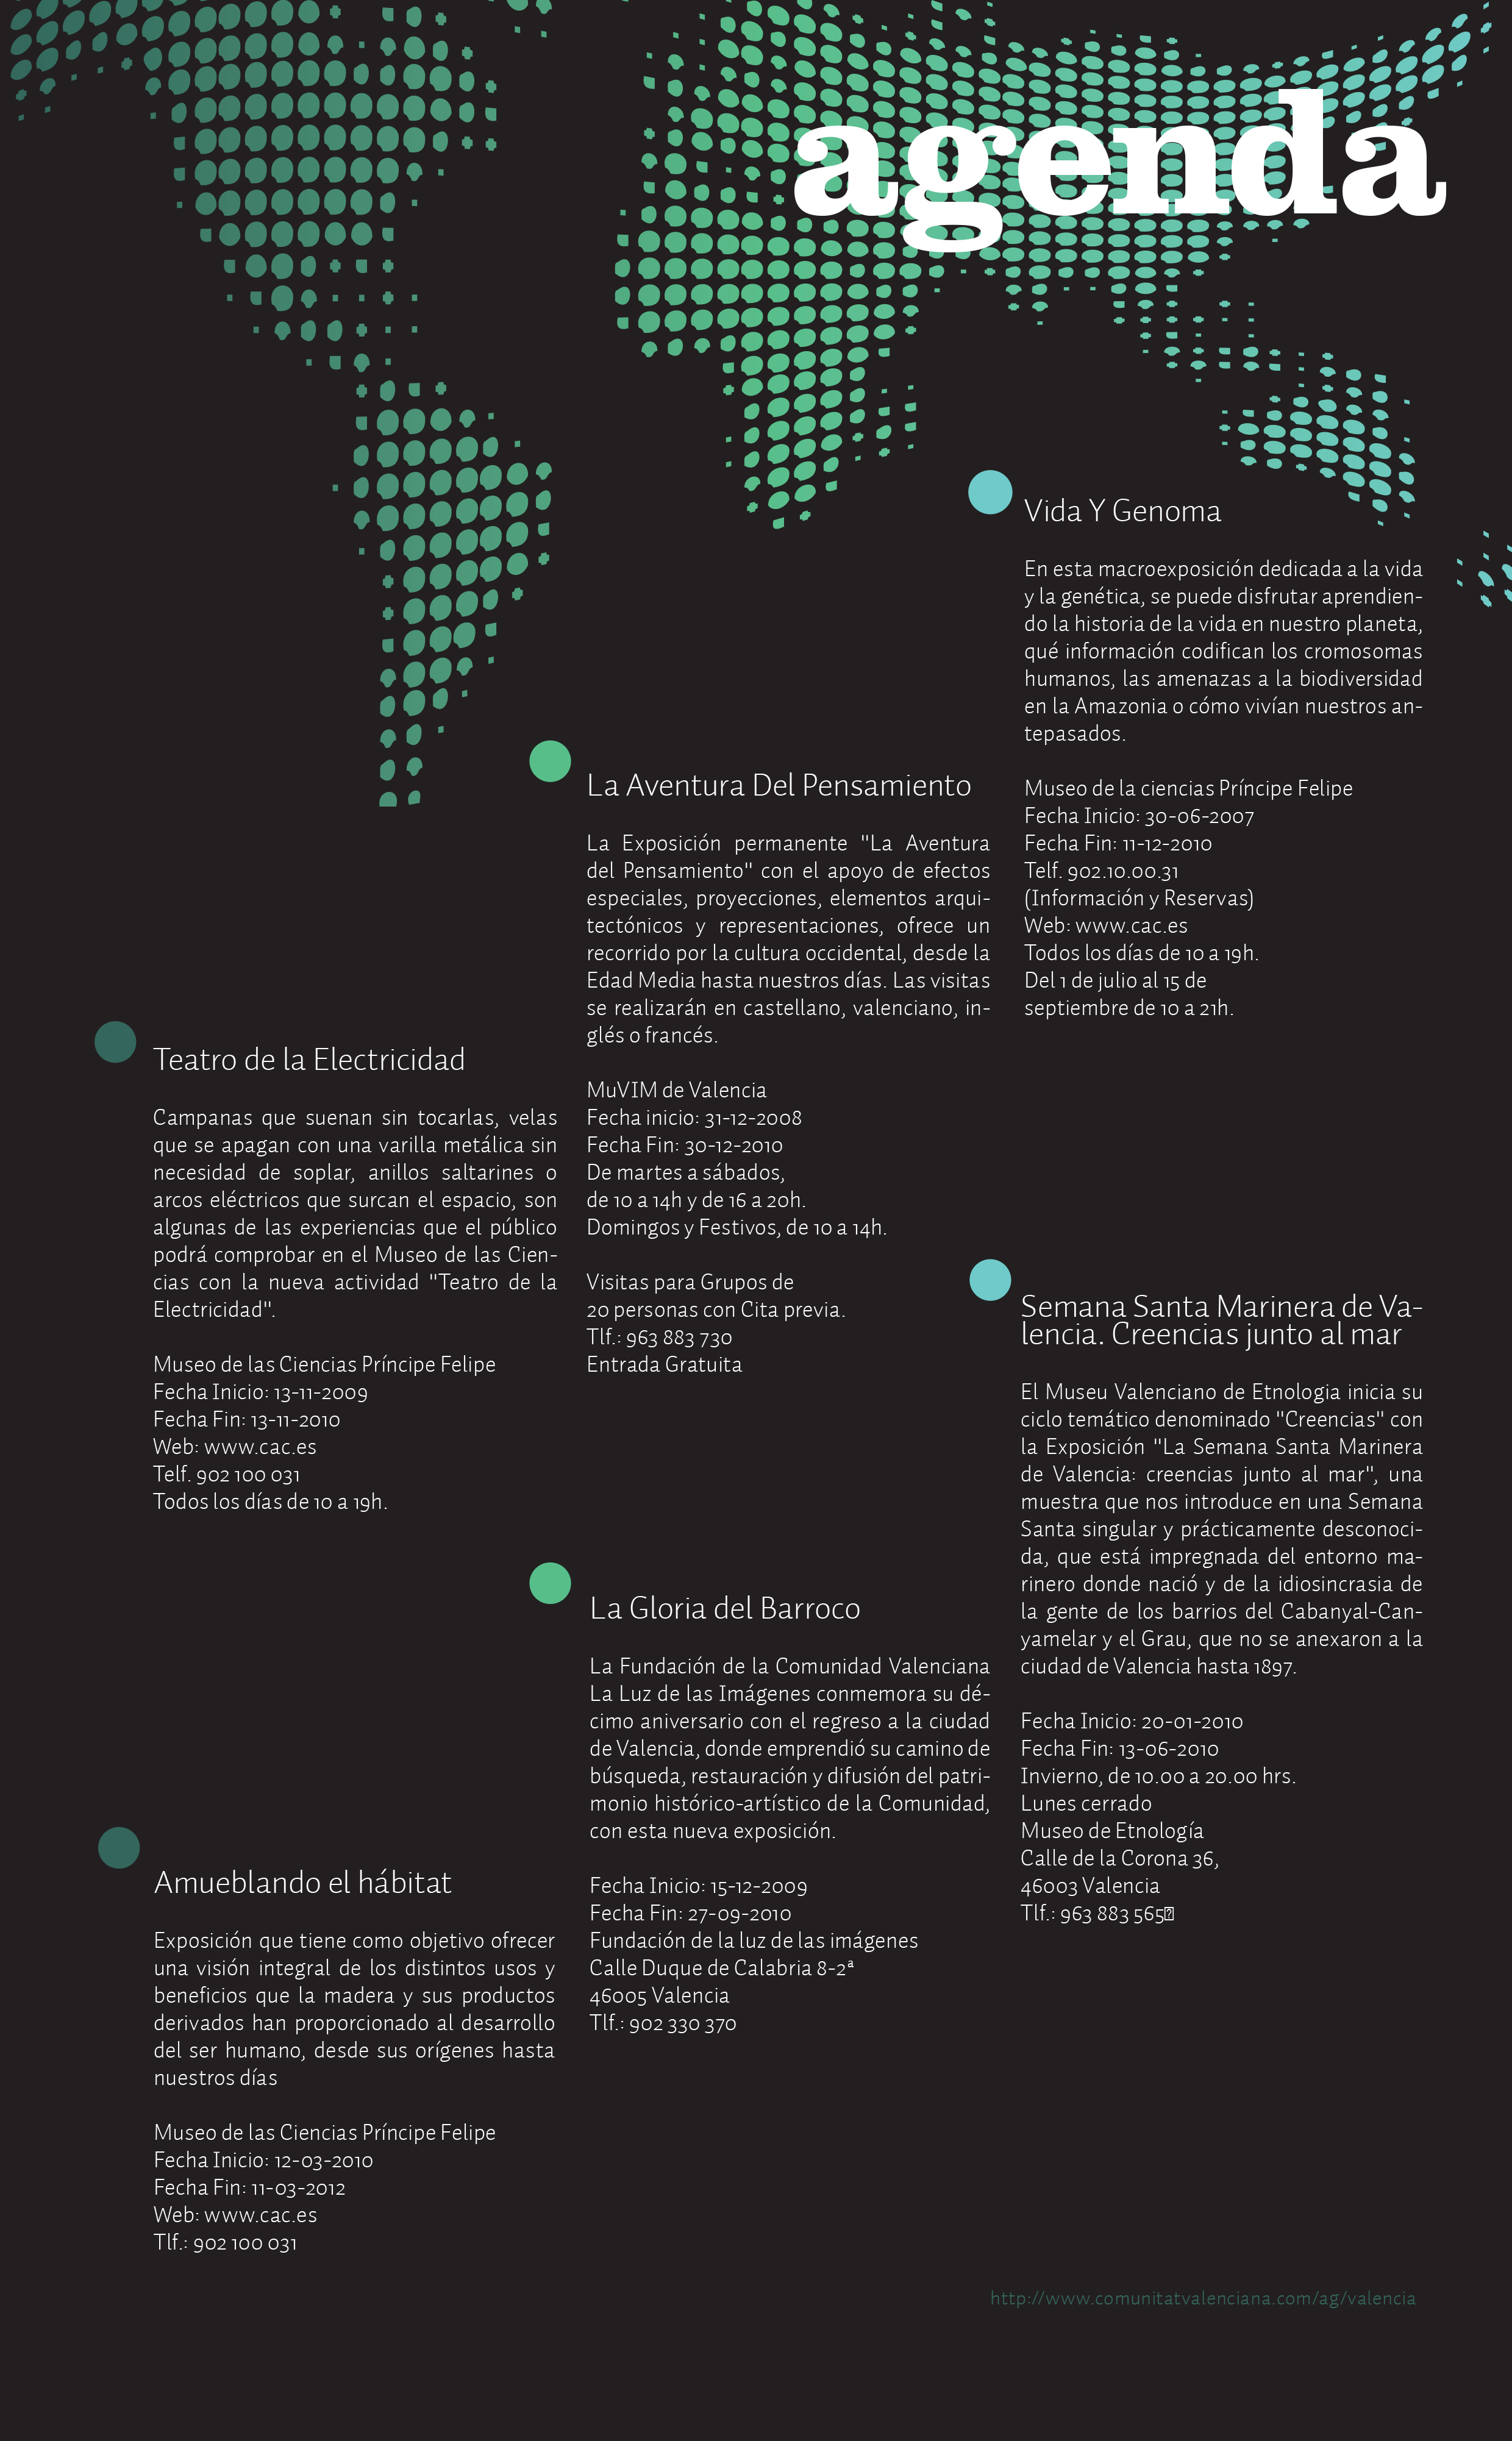 agenda
Vida Y Genoma
En esta macroexposición dedicada a la vida
y la genética, se puede disfrutar aprendien-
do la historia de la vida en nuestro planeta,
qué información codifican los cromosomas
humanos, las amenazas a la biodiversidad
en la Amazonia o cómo vivían nuestros an-
tepasados.
Museo de la ciencias Príncipe Felipe
Fecha Inicio: 30-06-2007
Fecha Fin: 11-12-2010
Telf. 902.10.00.31
(Información y Reservas)
Web: www.cac.es
Todos los días de 10 a 19h.
Del 1 de julio al 15 de
septiembre de 10 a 21h.
La Aventura Del Pensamiento
La Exposición permanente "La Aventura
del Pensamiento" con el apoyo de efectos
especiales, proyecciones, elementos arqui-
tectónicos y representaciones, ofrece un
recorrido por la cultura occidental, desde la
Edad Media hasta nuestros días. Las visitas
se realizarán en castellano, valenciano, in-
glés o francés.
MuVIM de Valencia
Fecha inicio: 31-12-2008
Fecha Fin: 30-12-2010
De martes a sábados,
de 10 a 14h y de 16 a 20h.
Domingos y Festivos, de 10 a 14h.
Visitas para Grupos de
20 personas con Cita previa.
Tlf.: 963 883 730
Entrada Gratuita
Teatro de la Electricidad
Campanas que suenan sin tocarlas, velas
que se apagan con una varilla metálica sin
necesidad de soplar, anillos saltarines o
arcos eléctricos que surcan el espacio, son
algunas de las experiencias que el público
podrá comprobar en el Museo de las Cien-
cias con la nueva actividad "Teatro de la
Electricidad".
Museo de las Ciencias Príncipe Felipe
Fecha Inicio: 13-11-2009
Fecha Fin: 13-11-2010
Web: www.cac.es
Telf. 902 100 031
Todos los días de 10 a 19h.
Semana Santa Marinera de Va-
lencia. Creencias junto al mar
El Museu Valenciano de Etnologia inicia su
ciclo temático denominado "Creencias" con
la Exposición "La Semana Santa Marinera
de Valencia: creencias junto al mar", una
muestra que nos introduce en una Semana
Santa singular y prácticamente desconoci-
da, que está impregnada del entorno ma-
rinero donde nació y de la idiosincrasia de
la gente de los barrios del Cabanyal-Can-
yamelar y el Grau, que no se anexaron a la
ciudad de Valencia hasta 1897.
Fecha Inicio: 20-01-2010
Fecha Fin: 13-06-2010
Invierno, de 10.00 a 20.00 hrs.
Lunes cerrado
Museo de Etnología
Calle de la Corona 36,
46003 Valencia
Tlf.: 963 883 565
La Gloria del Barroco
La Fundación de la Comunidad Valenciana
La Luz de las Imágenes conmemora su dé-
cimo aniversario con el regreso a la ciudad
de Valencia, donde emprendió su camino de
búsqueda, restauración y difusión del patri-
monio histórico-artístico de la Comunidad,
con esta nueva exposición.
Fecha Inicio: 15-12-2009
Fecha Fin: 27-09-2010
Fundación de la luz de las imágenes
Calle Duque de Calabria 8-2ª
46005 Valencia
Tlf.: 902 330 370
Amueblando el hábitat
Exposición que tiene como objetivo ofrecer
una visión integral de los distintos usos y
beneficios que la madera y sus productos
derivados han proporcionado al desarrollo
del ser humano, desde sus orígenes hasta
nuestros días
Museo de las Ciencias Príncipe Felipe
Fecha Inicio: 12-03-2010
Fecha Fin: 11-03-2012
Web: www.cac.es
Tlf.: 902 100 031
http://www.comunitatvalenciana.com/ag/valencia